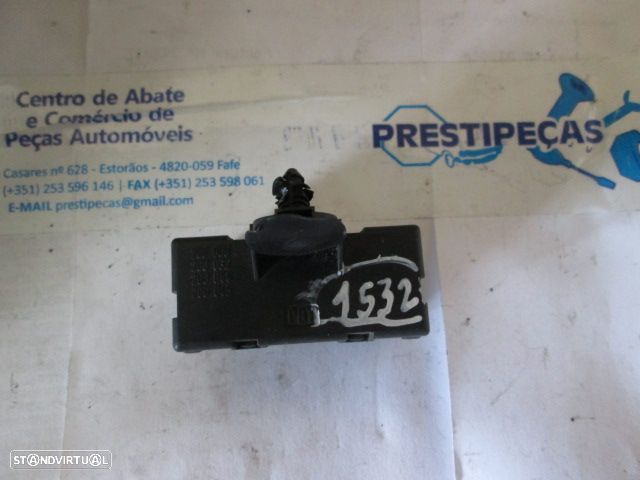 Centro de Abate
e Comércio de
Peças Automóveis
Casares nº 628 - Estorãos - 4820-059 Fafe
(+351) 253 596 146 | FAX (+351) 253 598 061
E-MAIL prestipecas@gmail.com
PRESTIPEÇAS
1532
STANDVIRTUAL